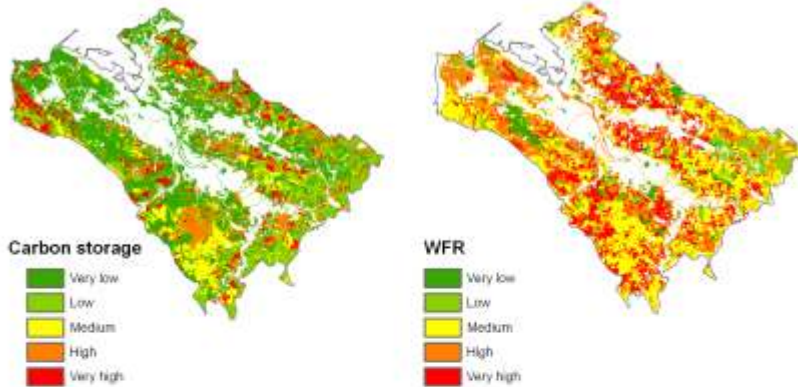 Carbon storage
Very low
Low
Medium
High
Very high
WFR
Very low
Low
Medium
High
Very high